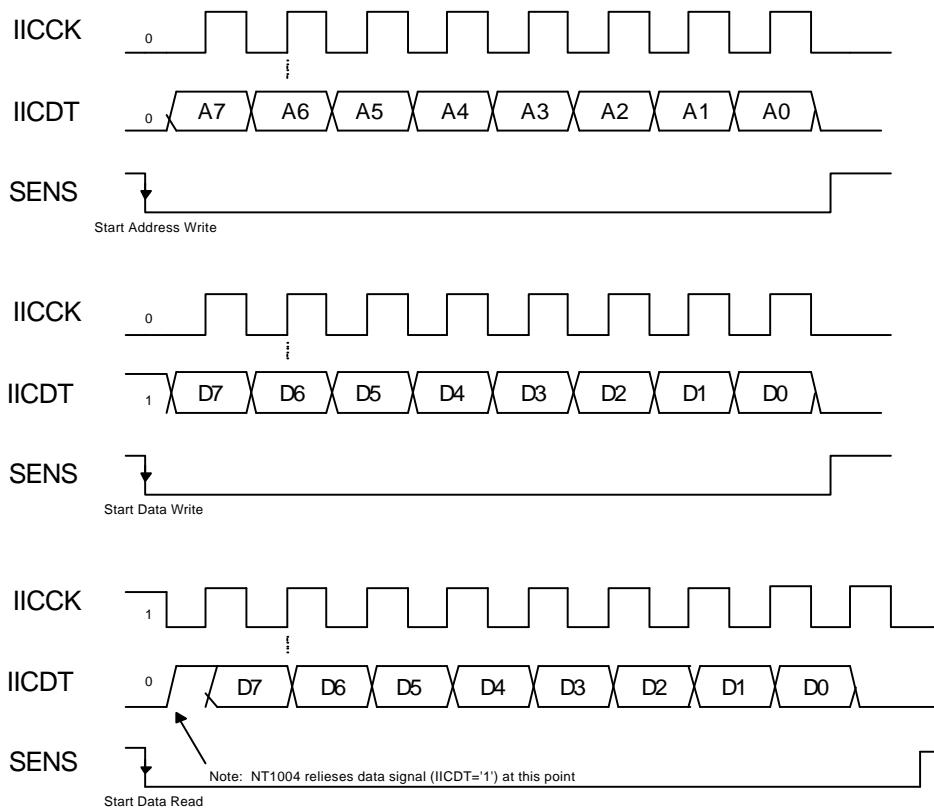 IICCK 0
IICDT 0 A7 A6 A5 A4 A3 A2 A1 A0
SENS
Start Address Write
IICCK 0
IICDT 1 D7 D6 D5 D4 D3 D2 D1 D0
SENS
Start Data Write
IICCK 1
IICDT 0 D7 D6 D5 D4 D3 D2 D1 D0
SENS
Note: NT1004 relieses data signal (IICDT='1') at this point
Start Data Read